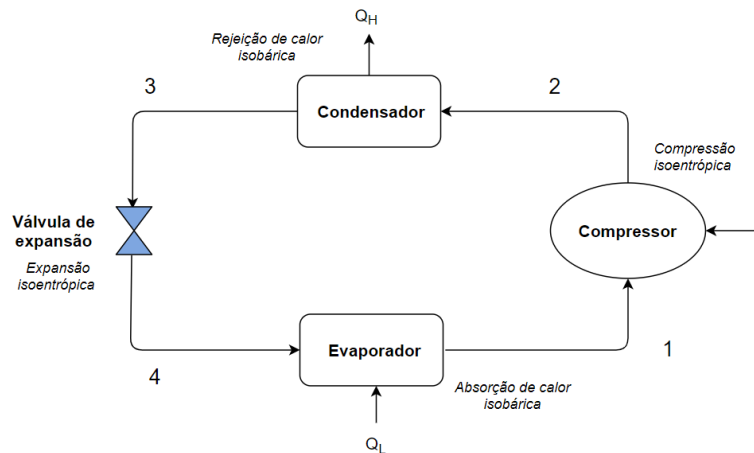 Q_H
Rejeição de calor
isobárica
3
2
Condensador
Compressão
isoentrópica
Válvula de
expansão
Compressor
Expansão
isoentrópica
Evaporador
1
4
Absorção de calor
isobárica
Q_L